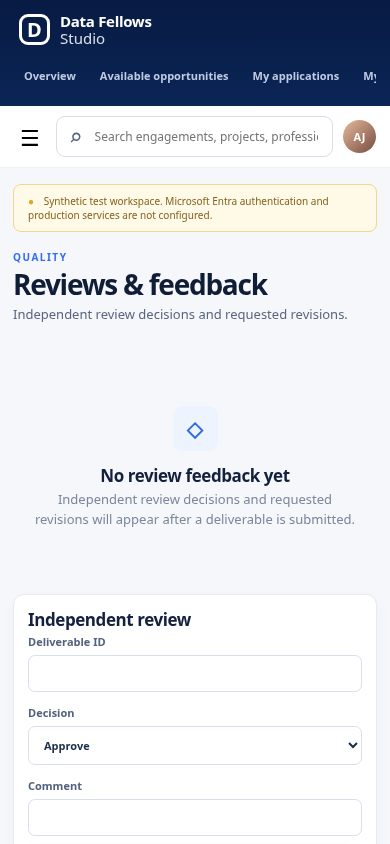 D
Data Fellows
Studio
Overview Available opportunities My applications My
Search engagements, projects, professi
AJ
Synthetic test workspace. Microsoft Entra authentication and
production services are not configured.
QUALITY
Reviews & feedback
Independent review decisions and requested revisions.
No review feedback yet
Independent review decisions and requested
revisions will appear after a deliverable is submitted.
Independent review
Deliverable ID
Decision
Approve
Comment